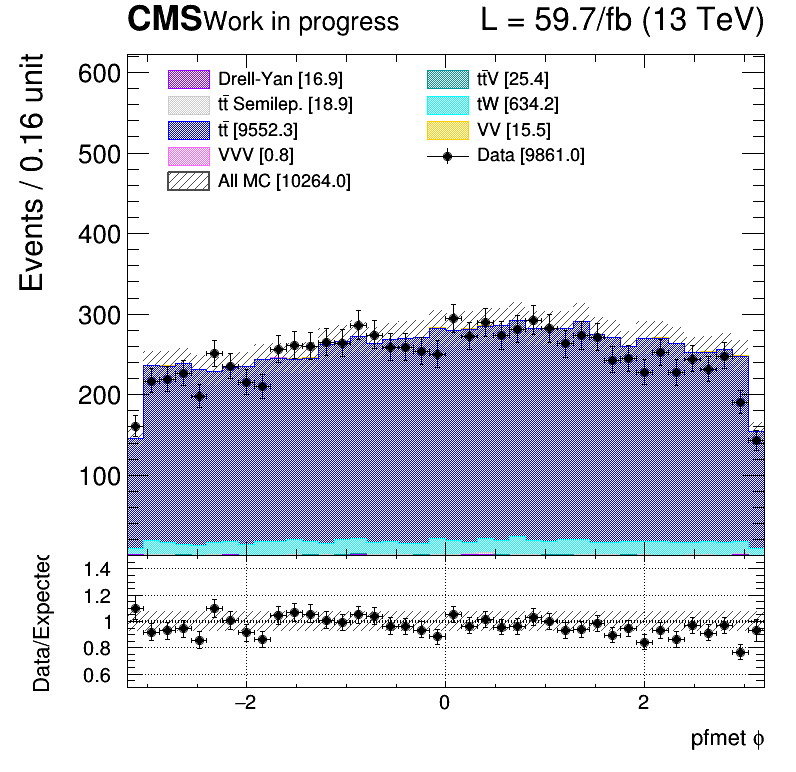 CMS Work in progress L = 59.7/fb (13 TeV)
Events / 0.16 unit
600
500
400
300
200
100
Drell-Yan [16.9]
tt̄ Semilep. [18.9]
tt̄ [9552.3]
VVV [0.8]
All MC [10264.0]
tt̄V [25.4]
tW [634.2]
VV [15.5]
Data [9861.0]
Data/Expected
1.4
1.2
1
0.8
0.6
−2 0 2
pfmet ϕ